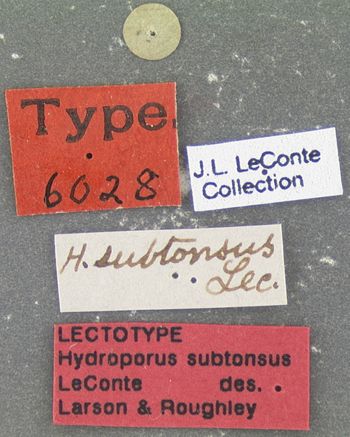 Type.
6028
J.L. LeConte
Collection
H. subtonsus
Lec.
LECTOTYPE
Hydroporus subtonsus
LeConte des.
Larson & Roughley